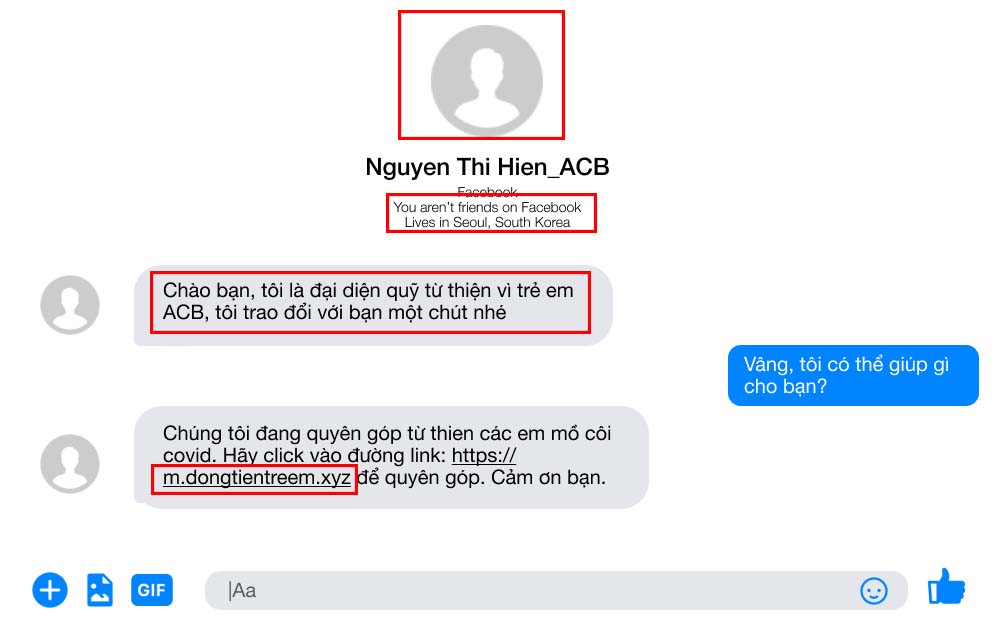 Nguyen Thi Hien_ACB
Facebook
You aren't friends on Facebook
Lives in Seoul, South Korea
Chào bạn, tôi là đại diện quỹ từ thiện vì trẻ em
ACB, tôi trao đổi với bạn một chút nhé
Vâng, tôi có thể giúp gì
cho bạn?
Chúng tôi đang quyên góp từ thien các em mồ côi
covid. Hãy click vào đường link: https://
m.dongtientreem.xyz để quyên góp. Cảm ơn bạn.
GIF
Aa